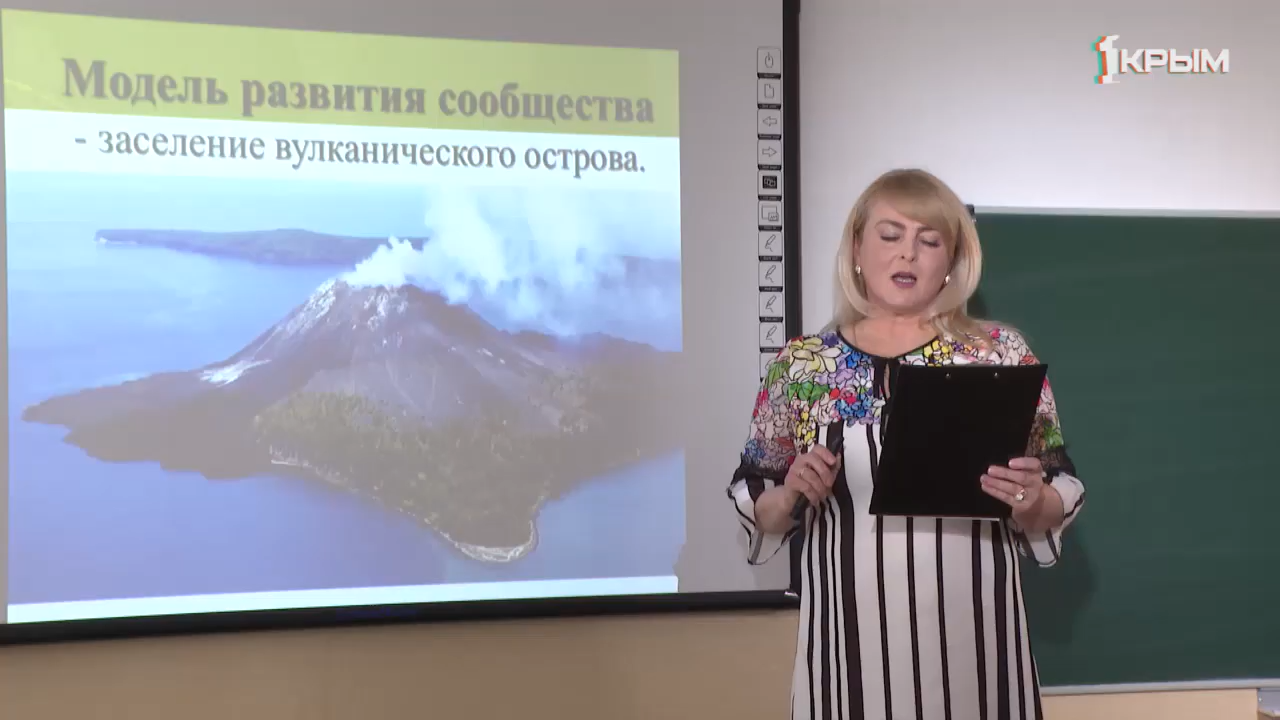 Модель развития сообщества
- заселение вулканического острова.
1КРЫМ